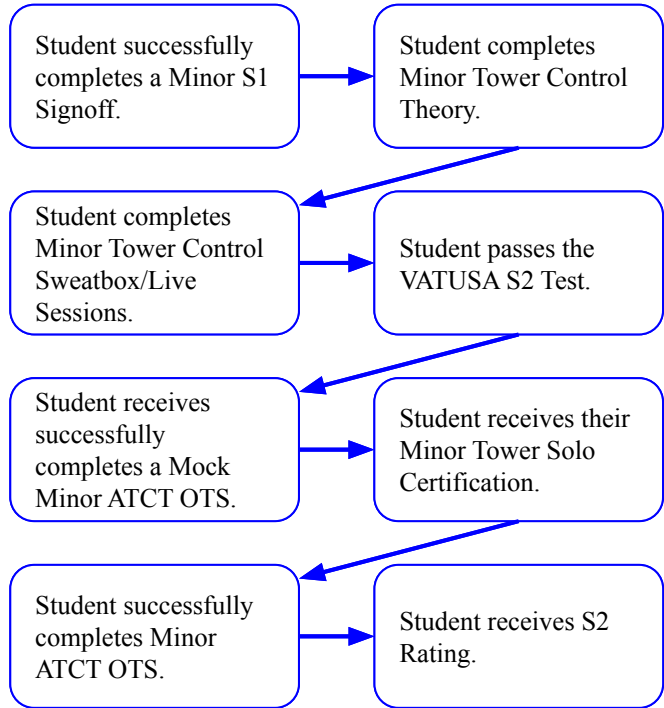 Student successfully
completes a Minor S1
Signoff.
Student completes
Minor Tower Control
Theory.
Student completes
Minor Tower Control
Sweatbox/Live
Sessions.
Student passes the
VATUSA S2 Test.
Student receives
successfully
completes a Mock
Minor ATCT OTS.
Student receives their
Minor Tower Solo
Certification.
Student successfully
completes Minor
ATCT OTS.
Student receives S2
Rating.